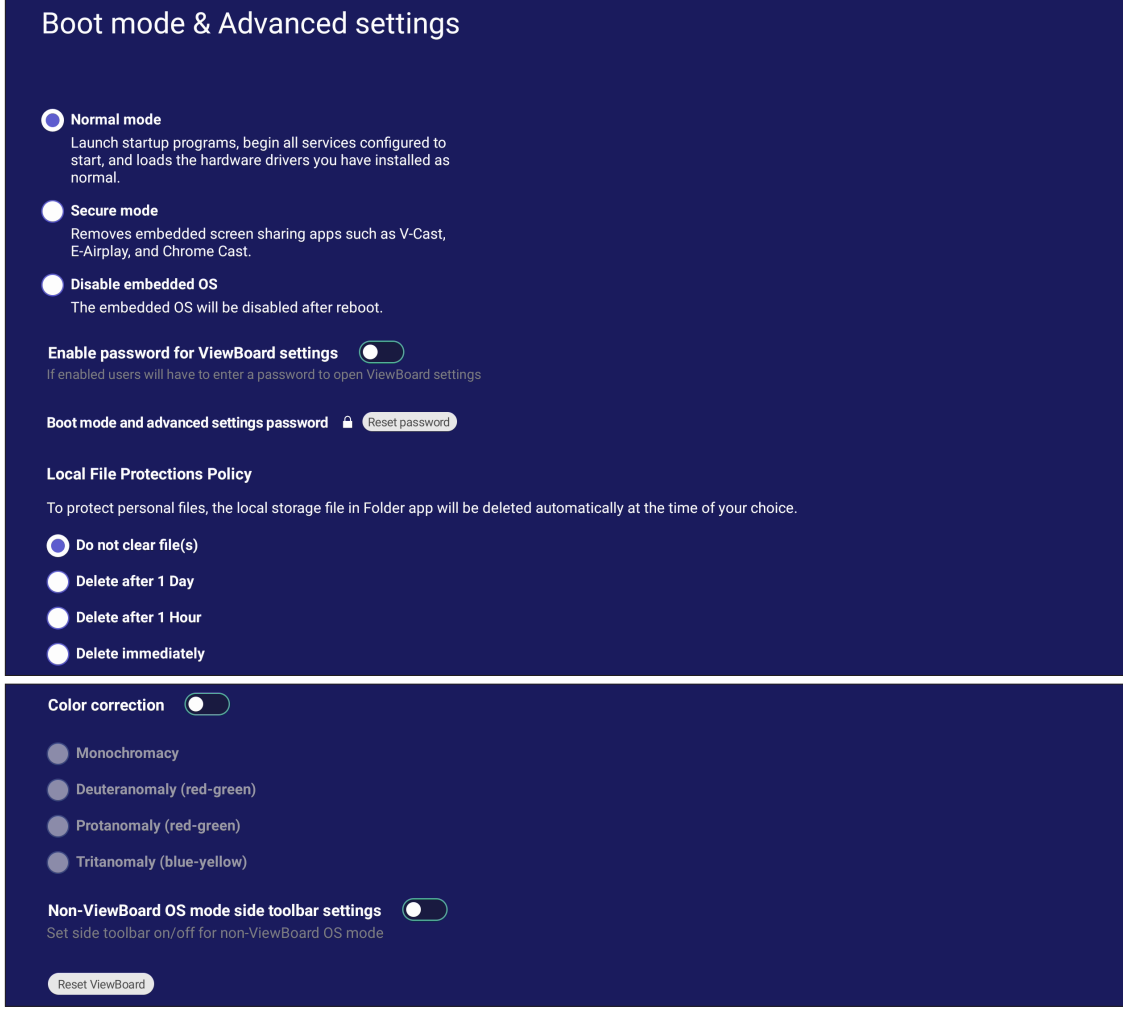 Boot mode & Advanced settings
Normal mode
Launch startup programs, begin all services configured to
start, and loads the hardware drivers you have installed as
normal.
Secure mode
Removes embedded screen sharing apps such as V-Cast,
E-Airplay, and Chrome Cast.
Disable embedded OS
The embedded OS will be disabled after reboot.
Enable password for ViewBoard settings
If enabled users will have to enter a password to open ViewBoard settings
Boot mode and advanced settings password Reset password
Local File Protections Policy
To protect personal files, the local storage file in Folder app will be deleted automatically at the time of your choice.
Do not clear file(s)
Delete after 1 Day
Delete after 1 Hour
Delete immediately
Color correction
Monochromacy
Deuteranomaly (red-green)
Protanomaly (red-green)
Tritanomaly (blue-yellow)
Non-ViewBoard OS mode side toolbar settings
Set side toolbar on/off for non-ViewBoard OS mode
Reset ViewBoard